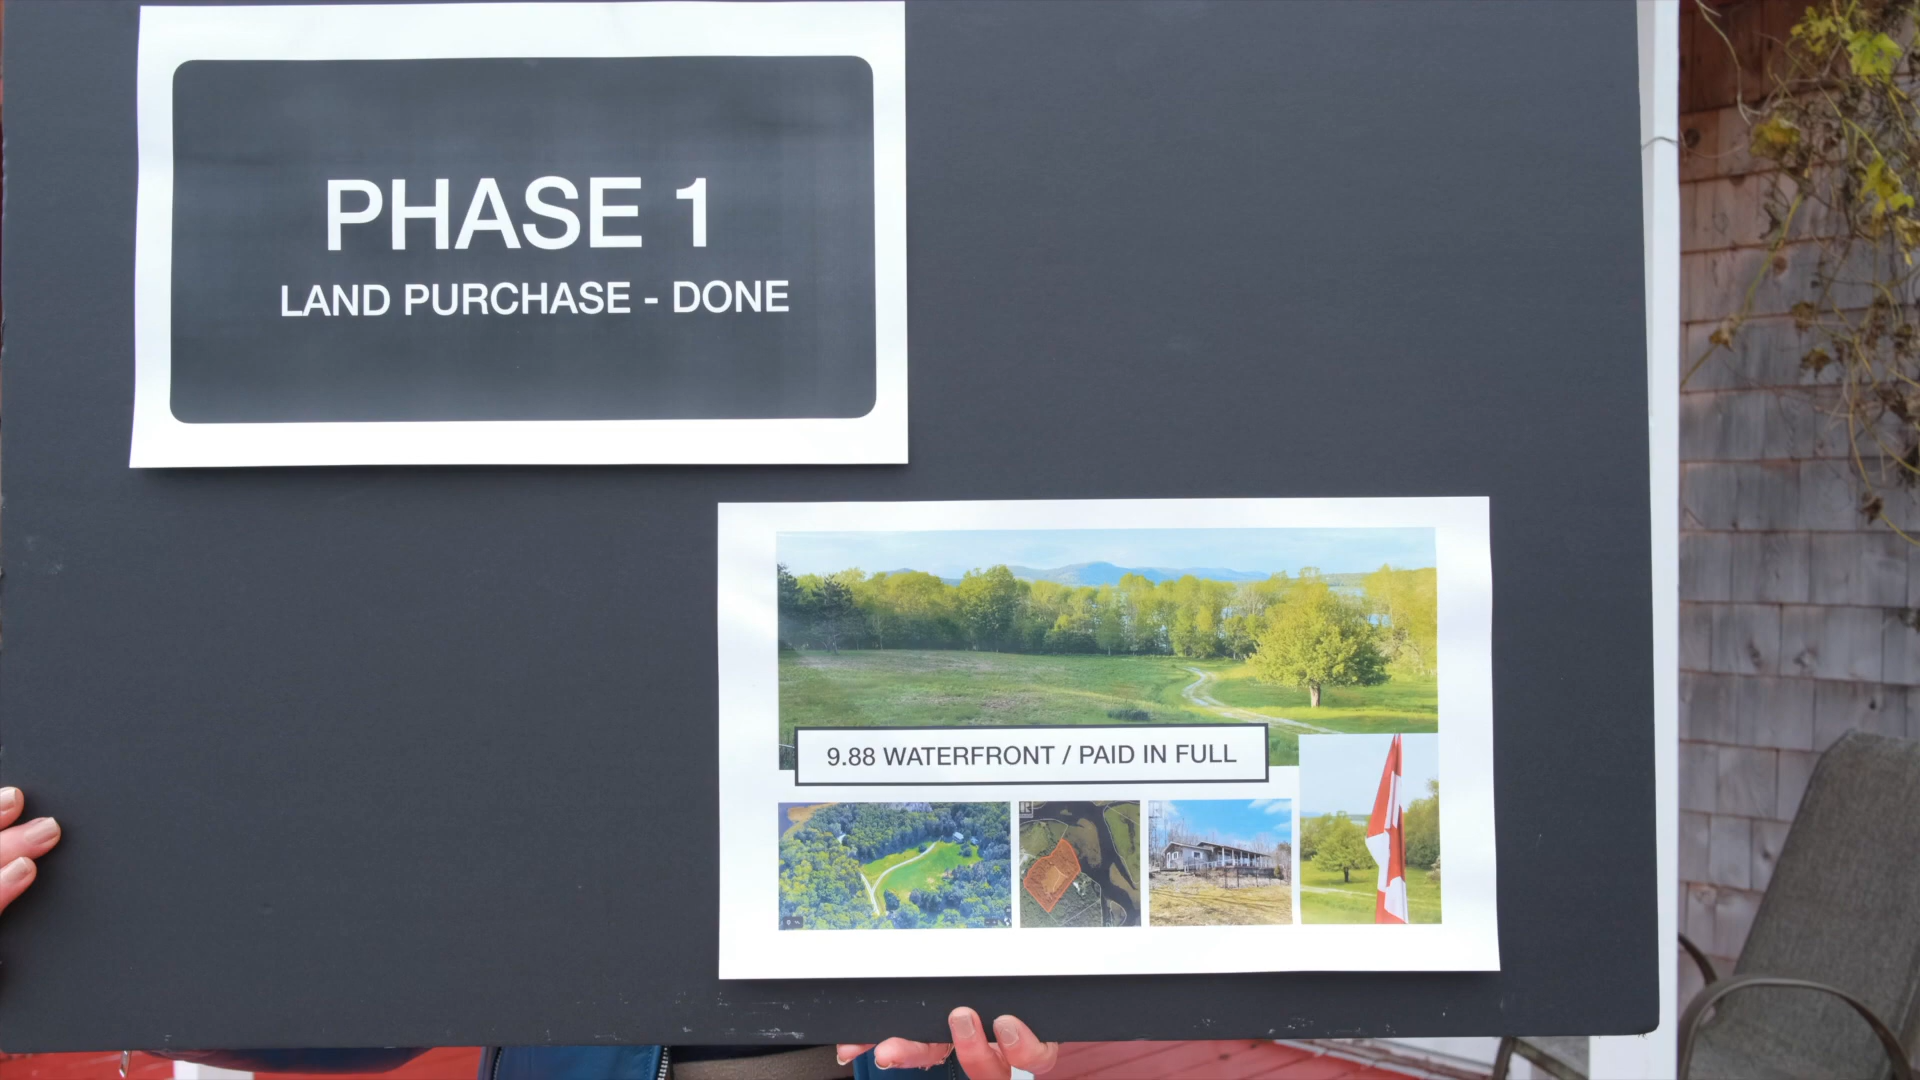 PHASE 1
LAND PURCHASE - DONE
9.88 WATERFRONT / PAID IN FULL